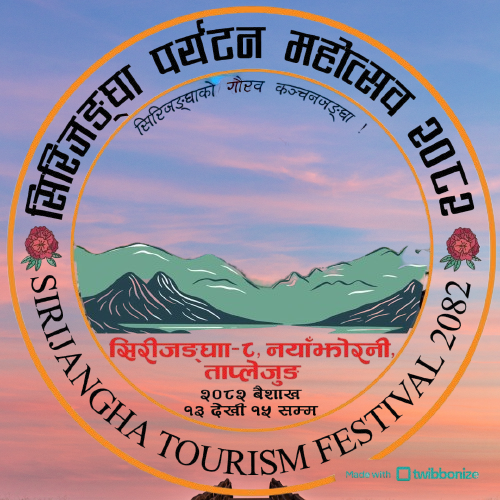 सिरिजङ्घा पर्यटन महोत्सव २०८२
सिरिजङ्घाको गौरव कञ्चनजङ्घा !
सिरीजङ्घाा-८, नयाँझोरनी,
ताप्लेजुङ
२०८२ बैशाख
१३ देखी १५ सम्म
SIRIJANGHA TOURISM FESTIVAL 2082
Made with twibbonize